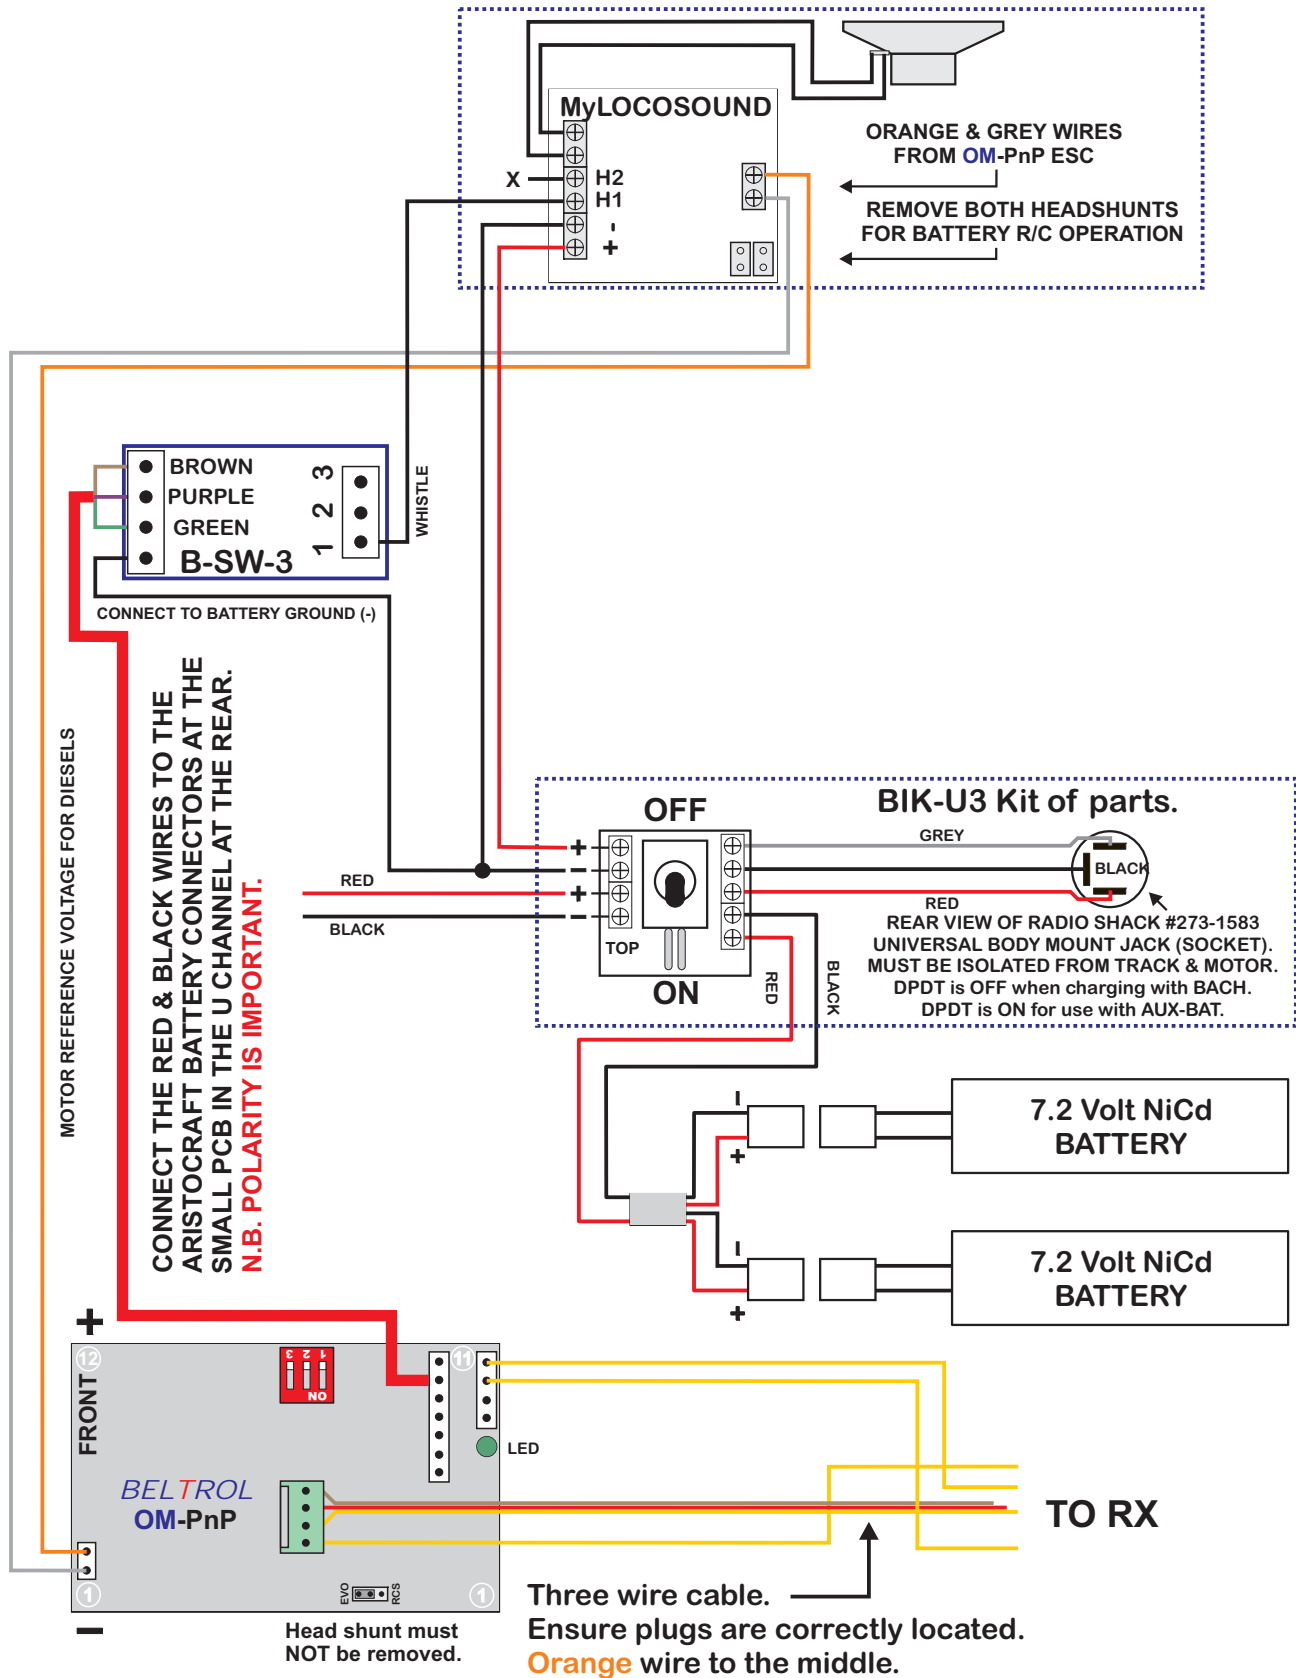 MyLOCOSOUND
ORANGE & GREY WIRES
FROM OM-PnP ESC
X
H2
H1
-
+
REMOVE BOTH HEADSHUNTS
FOR BATTERY R/C OPERATION
BROWN
PURPLE
GREEN
B-SW-3
3
2
1
WHISTLE
CONNECT TO BATTERY GROUND (-)
MOTOR REFERENCE VOLTAGE FOR DIESELS
CONNECT THE RED & BLACK WIRES TO THE
ARISTOCRAFT BATTERY CONNECTORS AT THE
SMALL PCB IN THE U CHANNEL AT THE REAR.
N.B. POLARITY IS IMPORTANT.
BIK-U3 Kit of parts.
OFF
+
–
+
–
RED
BLACK
TOP
ON
GREY
BLACK
RED
REAR VIEW OF RADIO SHACK #273-1583
UNIVERSAL BODY MOUNT JACK (SOCKET).
MUST BE ISOLATED FROM TRACK & MOTOR.
DPDT is OFF when charging with BACH.
DPDT is ON for use with AUX-BAT.
RED
BLACK
-
+
7.2 Volt NiCd
BATTERY
-
+
7.2 Volt NiCd
BATTERY
+
12
FRONT
3 2 1
ON
11
LED
BELTROL
OM-PnP
1
–
EVO
RCS
1
Head shunt must
NOT be removed.
TO RX
Three wire cable.
Ensure plugs are correctly located.
Orange wire to the middle.